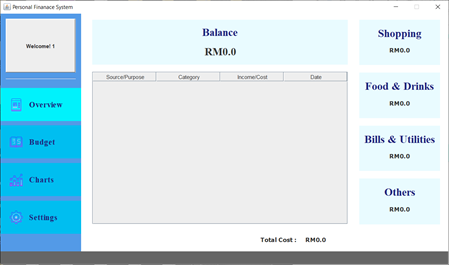 Personal Finanace System
Welcome! 1
Overview
Budget
Charts
Settings
Balance
RM0.0
Source/Purpose Category Income/Cost Date
Total Cost : RM0.0
Shopping
RM0.0
Food & Drinks
RM0.0
Bills & Utilities
RM0.0
Others
RM0.0